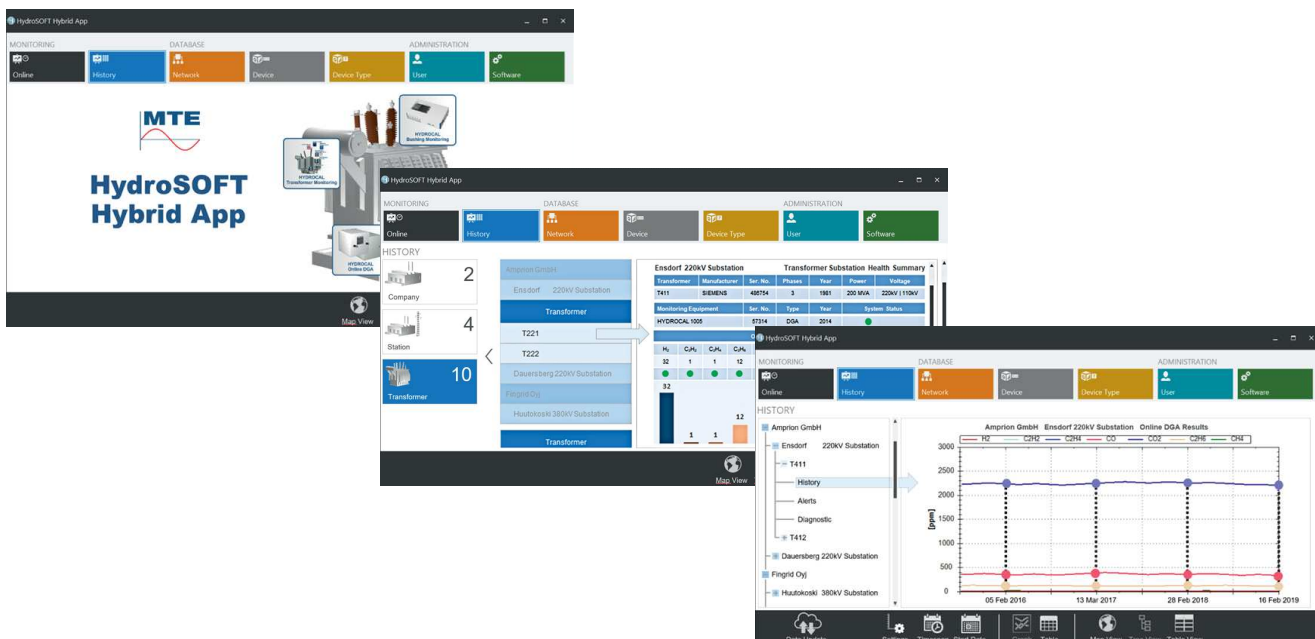 HydroSOFT Hybrid App
MONITORING DATABASE ADMINISTRATION
Online History Network Device Device Type User Software
MTE
HydroSOFT
Hybrid App
HYDROCAL
Bushing Monitoring
HYDROCAL
Transformer Monitoring
HYDROCAL
Online DGA
Map View
HydroSOFT Hybrid App
MONITORING DATABASE ADMINISTRATION
Online History Network Device Device Type User Software
HISTORY
2
Company
4
Station
10
Transformer
Amprion GmbH
Ensdorf 220kV Substation
Transformer
T221
T222
Dauersberg 220kV Substation
Fingrid Oyj
Huutokoski 380kV Substation
Transformer
Ensdorf 220kV Substation Transformer Substation Health Summary
Transformer Manufacturer Ser. No. Phases Year Power Voltage
T411 SIEMENS 486754 3 1981 200 MVA 220kV | 110kV
Monitoring Equipment Ser. No. Type Year System Status
HYDROCAL 1005 57314 DGA 2014
H₂ C₂H₂ C₂H₄ C₂H₆
32 1 1 12
32
1 1 12
Map View
HydroSOFT Hybrid App
MONITORING DATABASE ADMINISTRATION
Online History Network Device Device Type User Software
HISTORY
Amprion GmbH
Ensdorf 220kV Substation
T411
History
Alerts
Diagnostic
T412
Dauersberg 220kV Substation
Fingrid Oyj
Huutokoski 380kV Substation
Amprion GmbH Ensdorf 220kV Substation Online DGA Results
H2 C2H2 C2H4 CO CO2 C2H6 CH4
[ppm]
3000
2500
2000
1500
1000
500
0
05 Feb 2016 13 Mar 2017 28 Feb 2018 16 Feb 2019